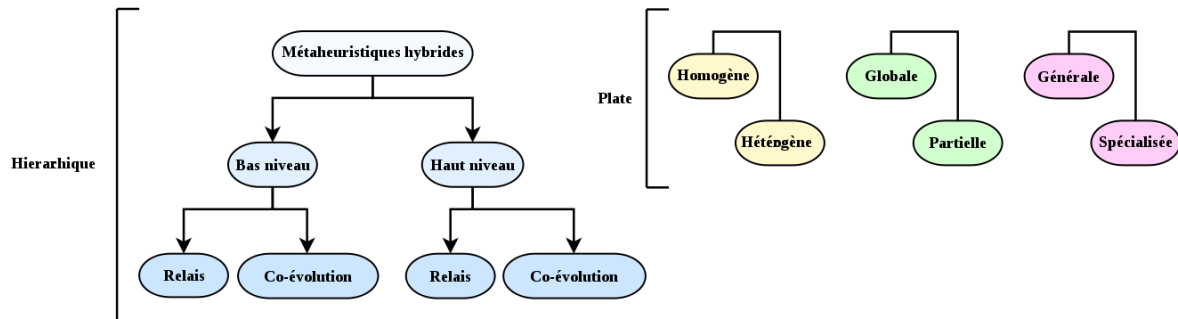 Métaheuristiques hybrides
Hierarhique
Bas niveau
Haut niveau
Relais
Co-évolution
Relais
Co-évolution
Plate
Homogène
Globale
Générale
Hétérogène
Partielle
Spécialisée